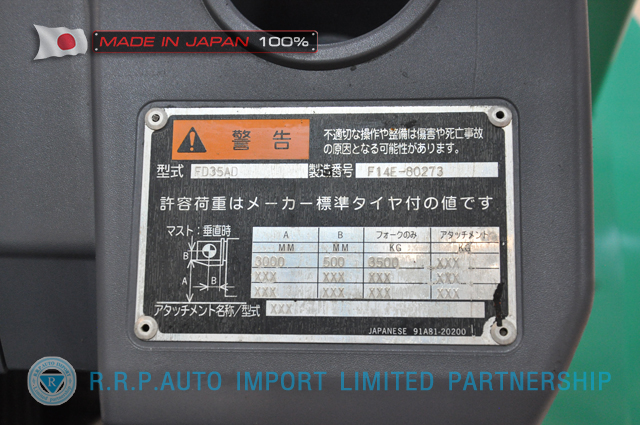 MADE IN JAPAN 100%
警告
不適切な操作や整備は傷害や死亡事故
の原因となる可能性があります。
型式 FD35AD 製造番号 F14E-80273
許容荷重はメーカー標準タイヤ付の値です
マスト:垂直時
A B フォークのみ アタッチメント
MM MM KG KG
3000 500 3500 XXX
XXX XXX XXX XXX
XXX XXX XXX XXX
B
A
B
アタッチメント名称/型式 XXX
JAPANESE 91A81-20200
R.R.P.AUTO IMPORT LIMITED PARTNERSHIP